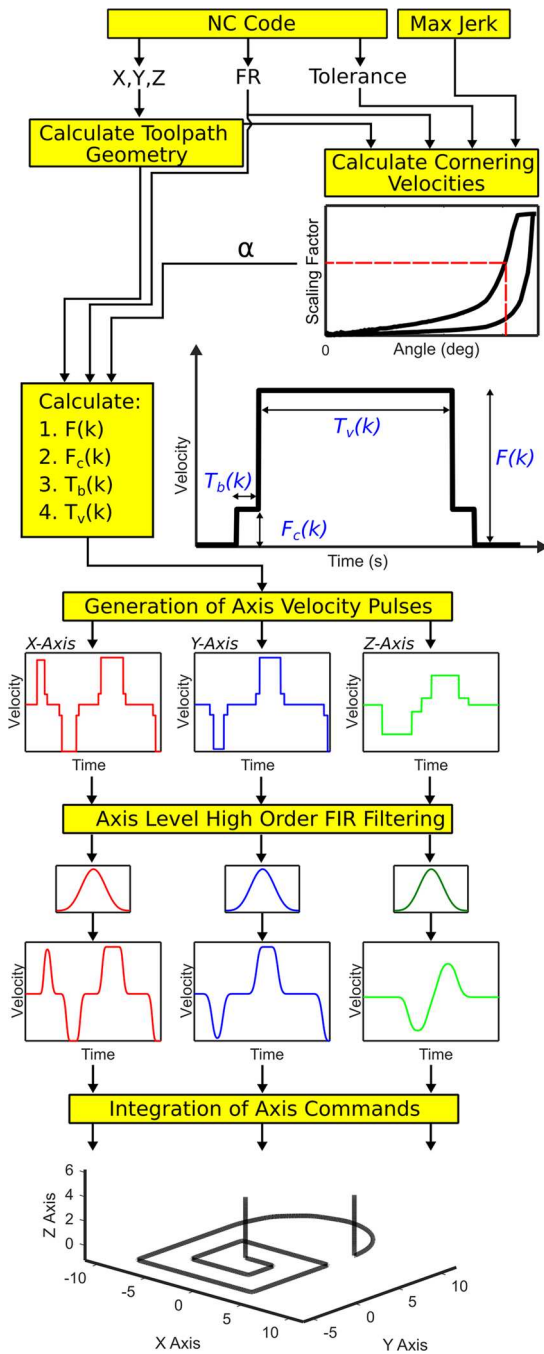 NC Code
Max Jerk
X,Y,Z
FR
Tolerance
Calculate Toolpath
Geometry
Calculate Cornering
Velocities
α
Scaling Factor
0
Angle (deg)
Calculate:
1. F(k)
2. Fc(k)
3. Tb(k)
4. Tv(k)
Velocity
Tv(k)
Tb(k)
F(k)
Fc(k)
Time (s)
Generation of Axis Velocity Pulses
X-Axis
Y-Axis
Z-Axis
Velocity
Velocity
Velocity
Time
Time
Time
Axis Level High Order FIR Filtering
Velocity
Velocity
Velocity
Time
Time
Time
Integration of Axis Commands
Z Axis
6
4
2
0
-10
-5
0
5
10
X Axis
-5
0
5
10
Y Axis